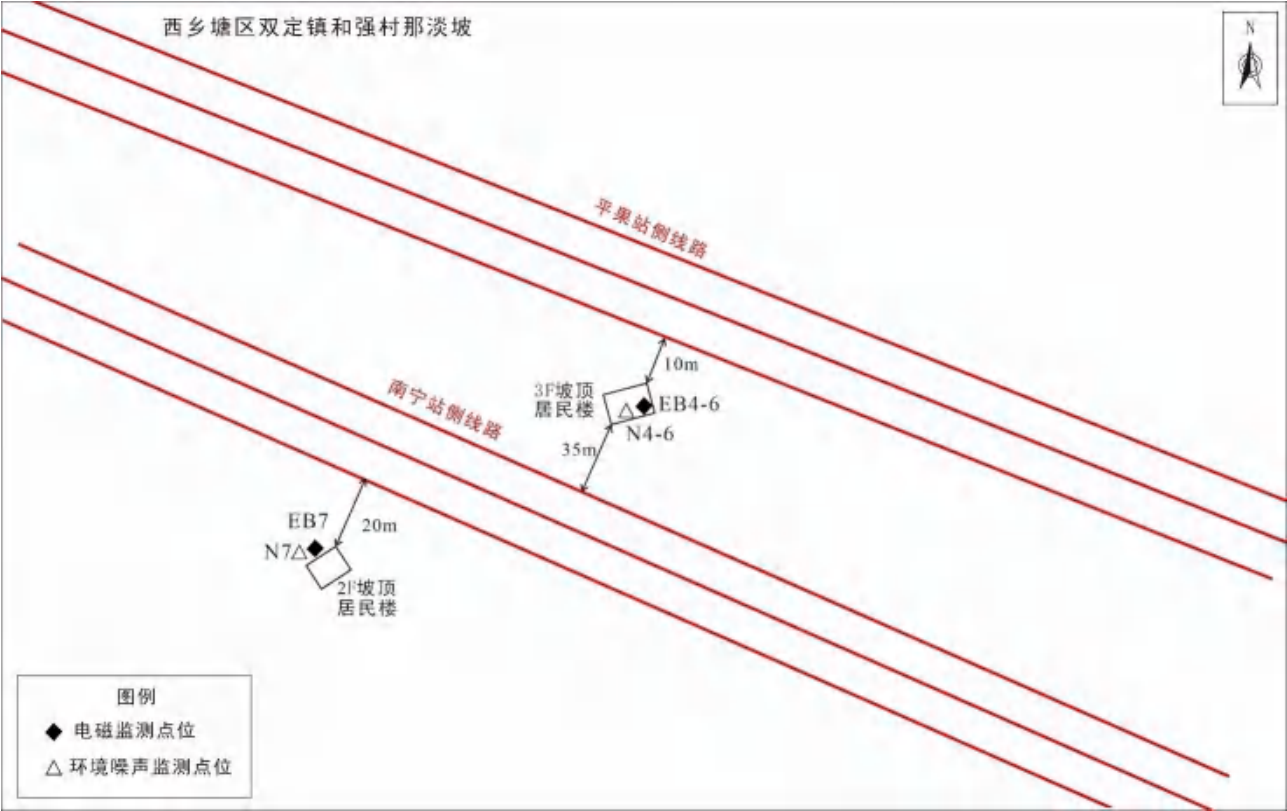 西乡塘区双定镇和强村那淡坡
N
平果站侧线路
10m
3F坡顶
居民楼
EB4-6
N4-6
南宁站侧线路
35m
EB7
20m
N7
2F坡顶
居民楼
图例
电磁监测点位
环境噪声监测点位